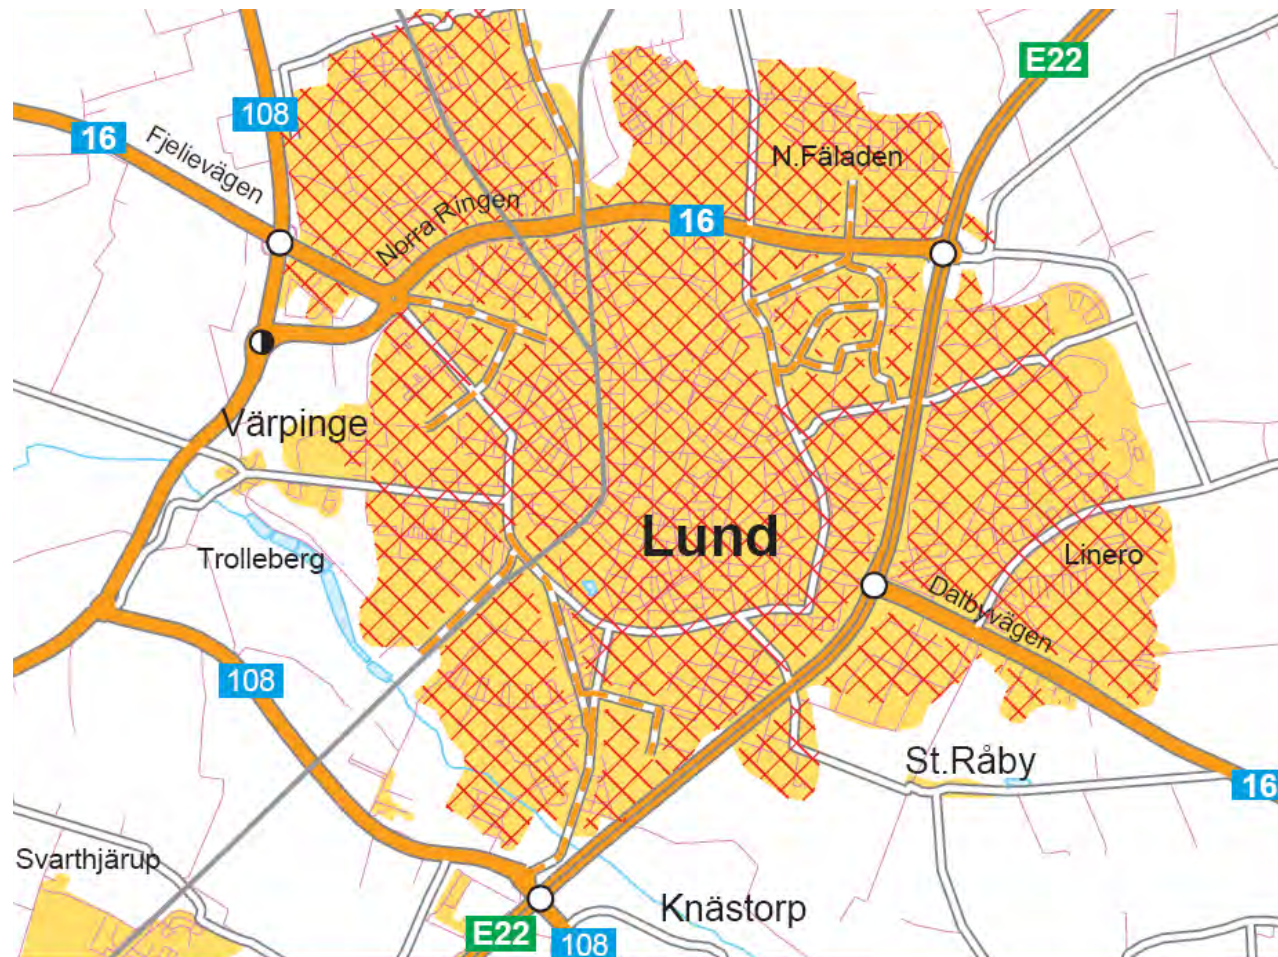 E22
108
16
Fjelievägen
N.Fäladen
Norra Ringen
16
Värpinge
Lund
Trolleberg
Linero
Dalbyvägen
108
St.Råby
16
Svarthjärup
Knästorp
E22
108